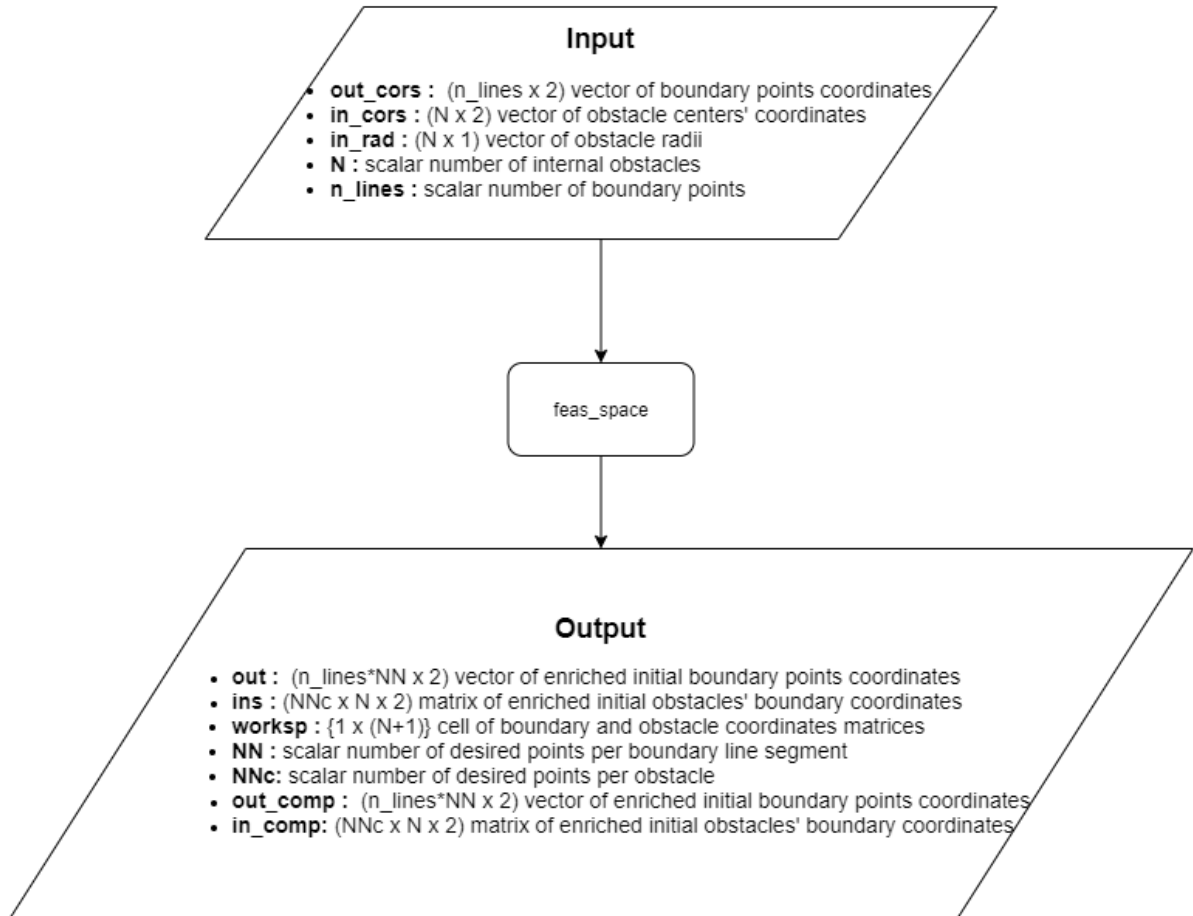 Input
• out_cors : (n_lines x 2) vector of boundary points coordinates
• in_cors : (N x 2) vector of obstacle centers' coordinates
• in_rad : (N x 1) vector of obstacle radii
• N : scalar number of internal obstacles
• n_lines : scalar number of boundary points
feas_space
Output
• out : (n_lines*NN x 2) vector of enriched initial boundary points coordinates
• ins : (NNc x N x 2) matrix of enriched initial obstacles' boundary coordinates
• worksp : {1 x (N+1)} cell of boundary and obstacle coordinates matrices
• NN : scalar number of desired points per boundary line segment
• NNc: scalar number of desired points per obstacle
• out_comp : (n_lines*NN x 2) vector of enriched initial boundary points coordinates
• in_comp: (NNc x N x 2) matrix of enriched initial obstacles' boundary coordinates